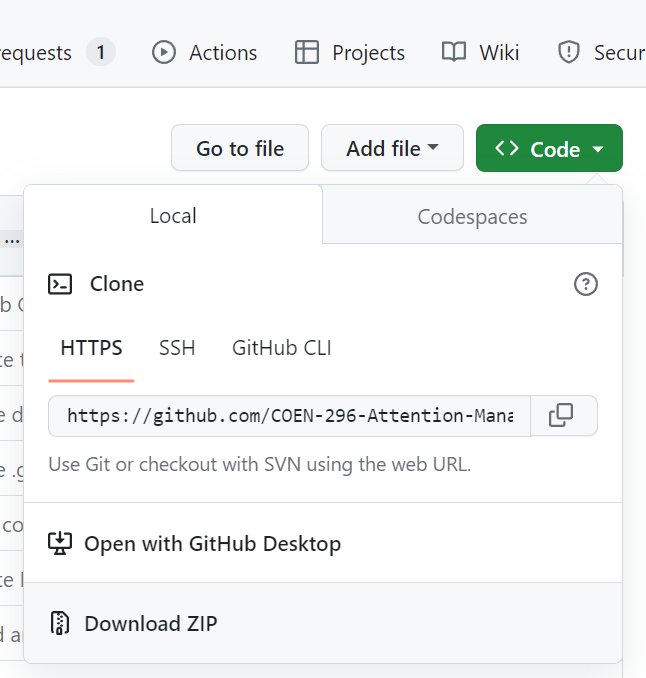 equests 1 Actions Projects Wiki Secur
Go to file Add file <> Code
Local Codespaces
...
Clone
HTTPS SSH GitHub CLI
https://github.com/COEN-296-Attention-Mana
Use Git or checkout with SVN using the web URL.
Open with GitHub Desktop
Download ZIP